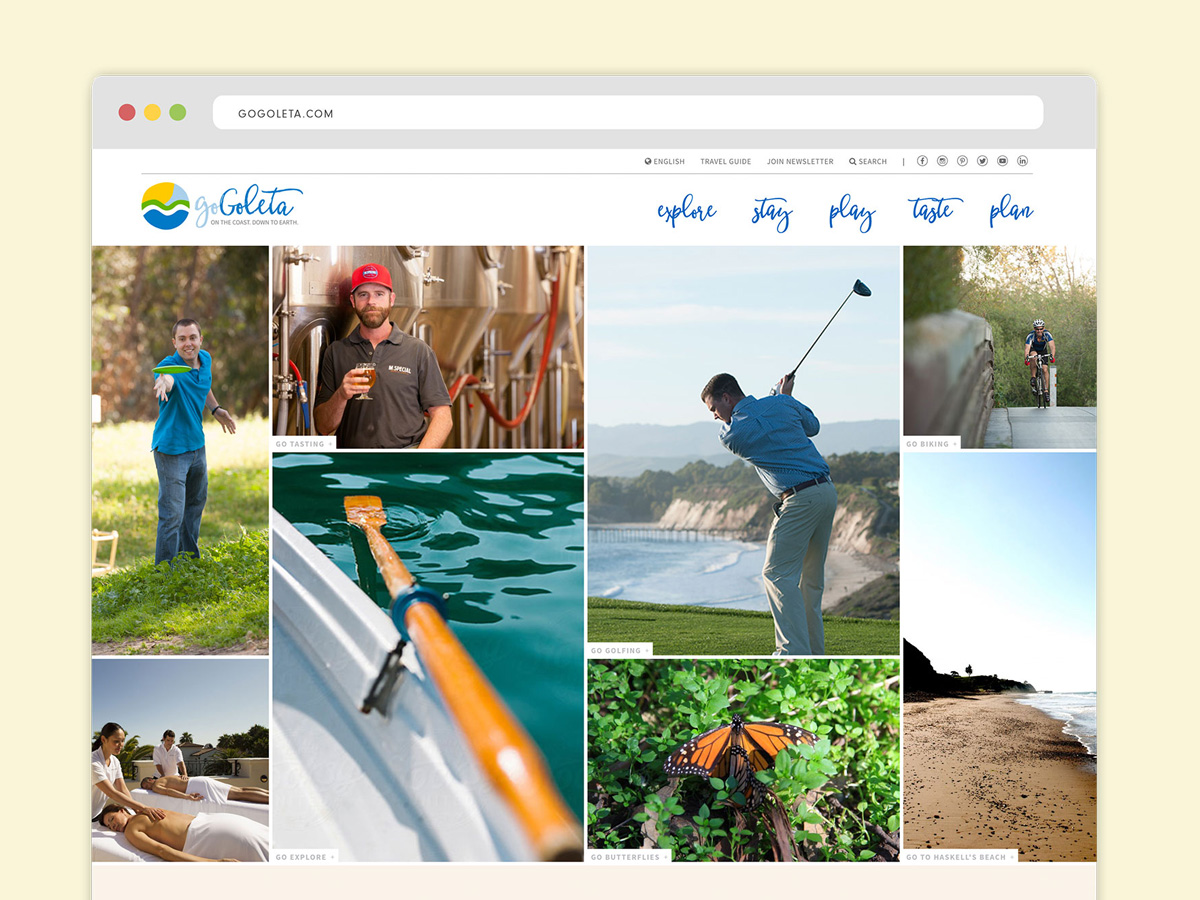 GOGOLETA.COM
ENGLISH TRAVEL GUIDE JOIN NEWSLETTER SEARCH |
goGoleta
ON THE COAST. DOWN TO EARTH.
explore stay play taste plan
M.SPECIAL
GO TASTING +
GO BIKING +
GO GOLFING +
GO EXPLORE +
GO BUTTERFLIES +
GO TO HASKELL'S BEACH +